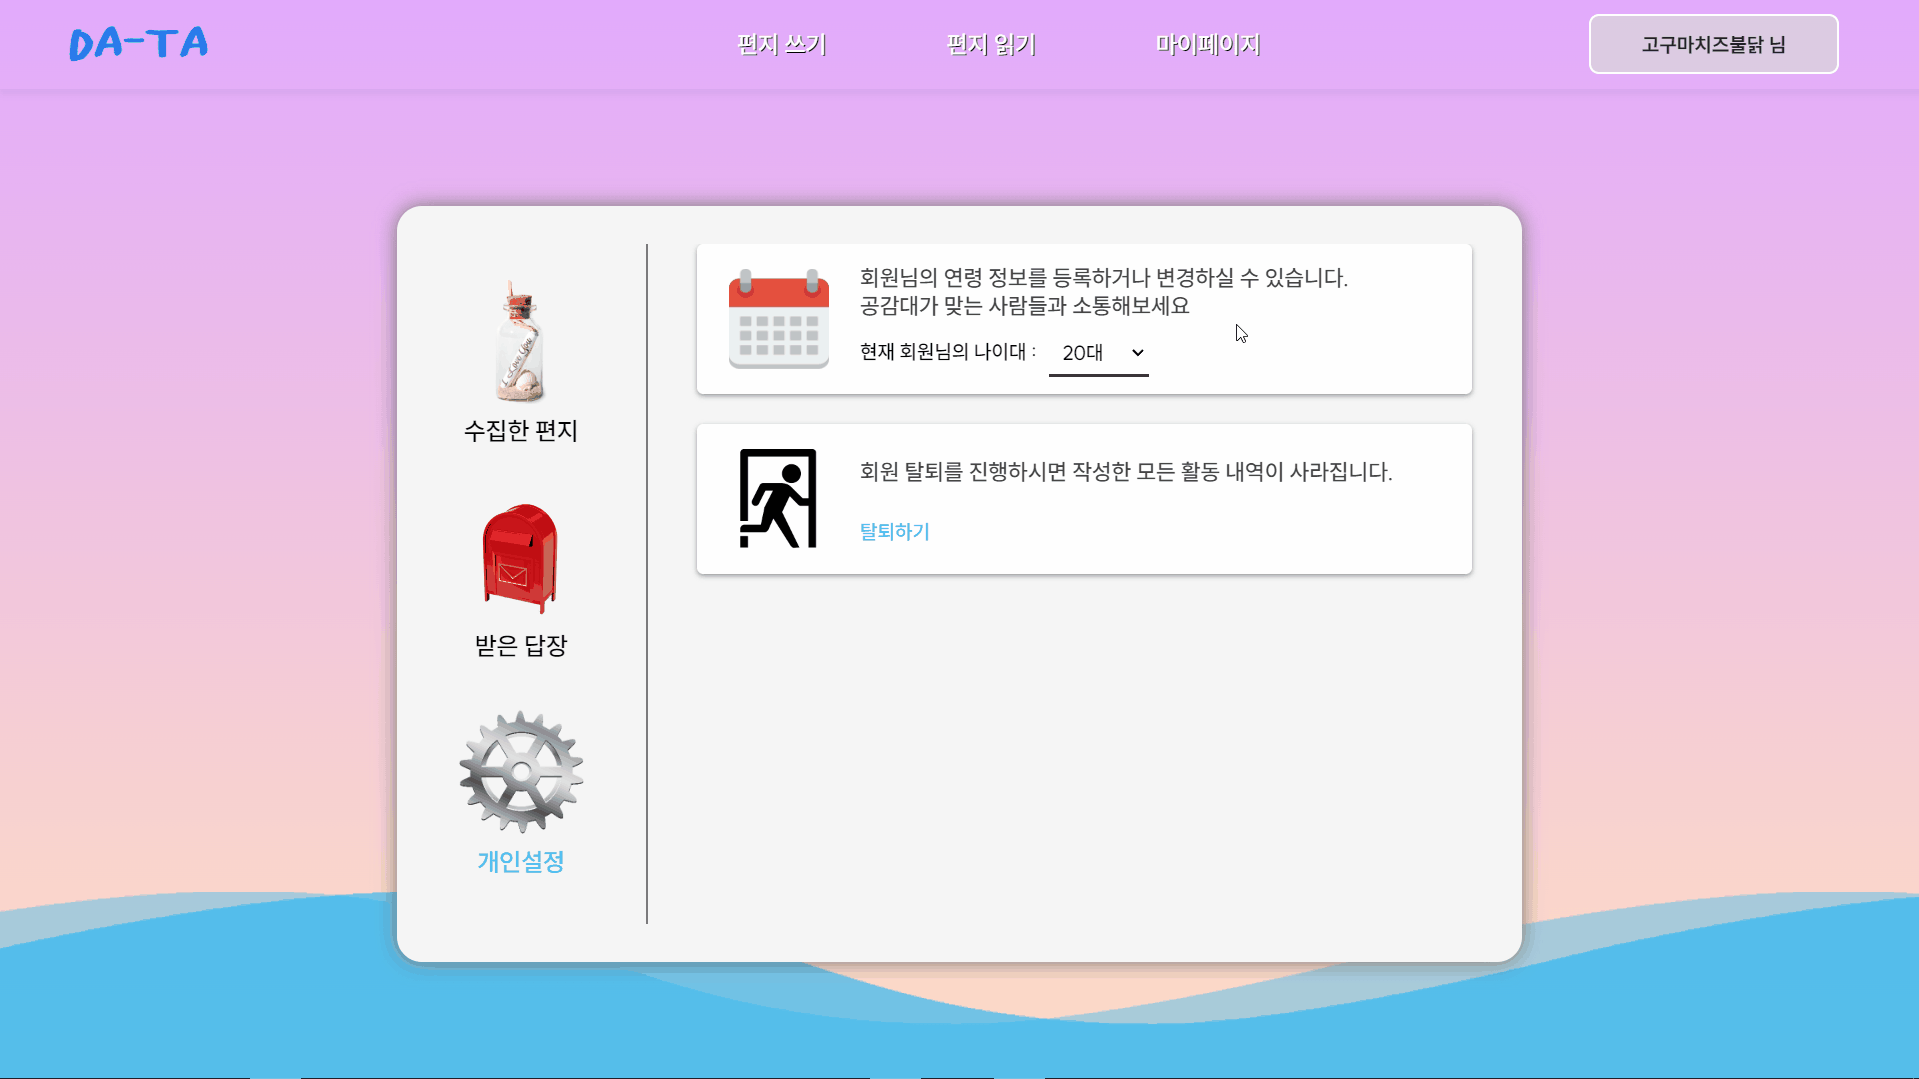 DA-TA
편지 쓰기
편지 읽기
마이페이지
고구마치즈불닭 님
수집한 편지
받은 답장
개인설정
회원님의 연령 정보를 등록하거나 변경하실 수 있습니다.
공감대가 맞는 사람들과 소통해보세요
현재 회원님의 나이대 : 20대
회원 탈퇴를 진행하시면 작성한 모든 활동 내역이 사라집니다.
탈퇴하기